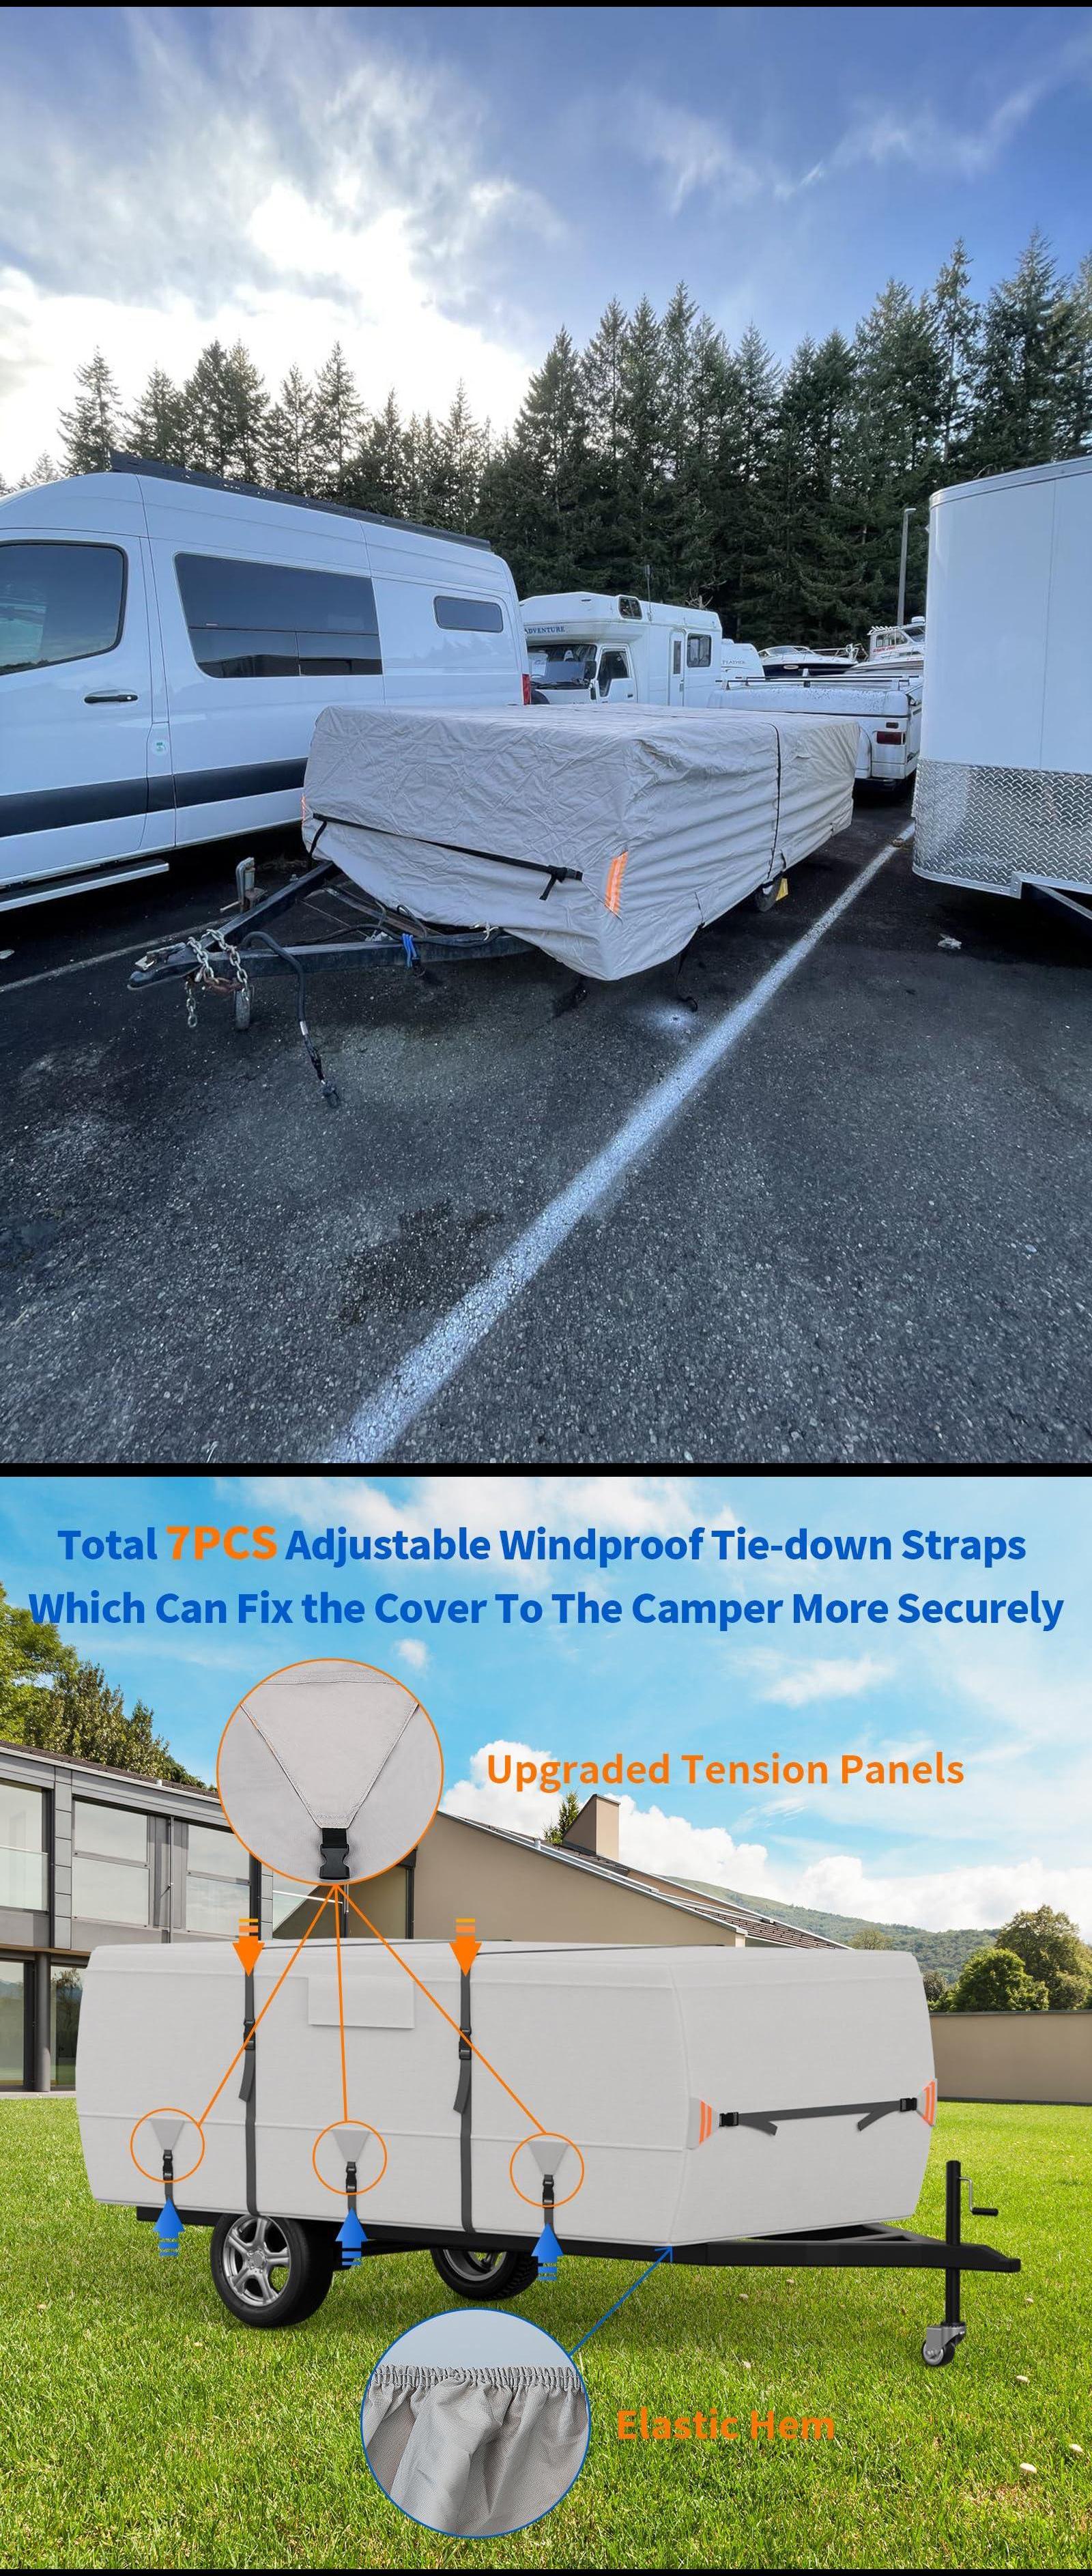 ADVENTURE
Total 7PCS Adjustable Windproof Tie-down Straps
Which Can Fix the Cover To The Camper More Securely
Upgraded Tension Panels
Elastic Hem